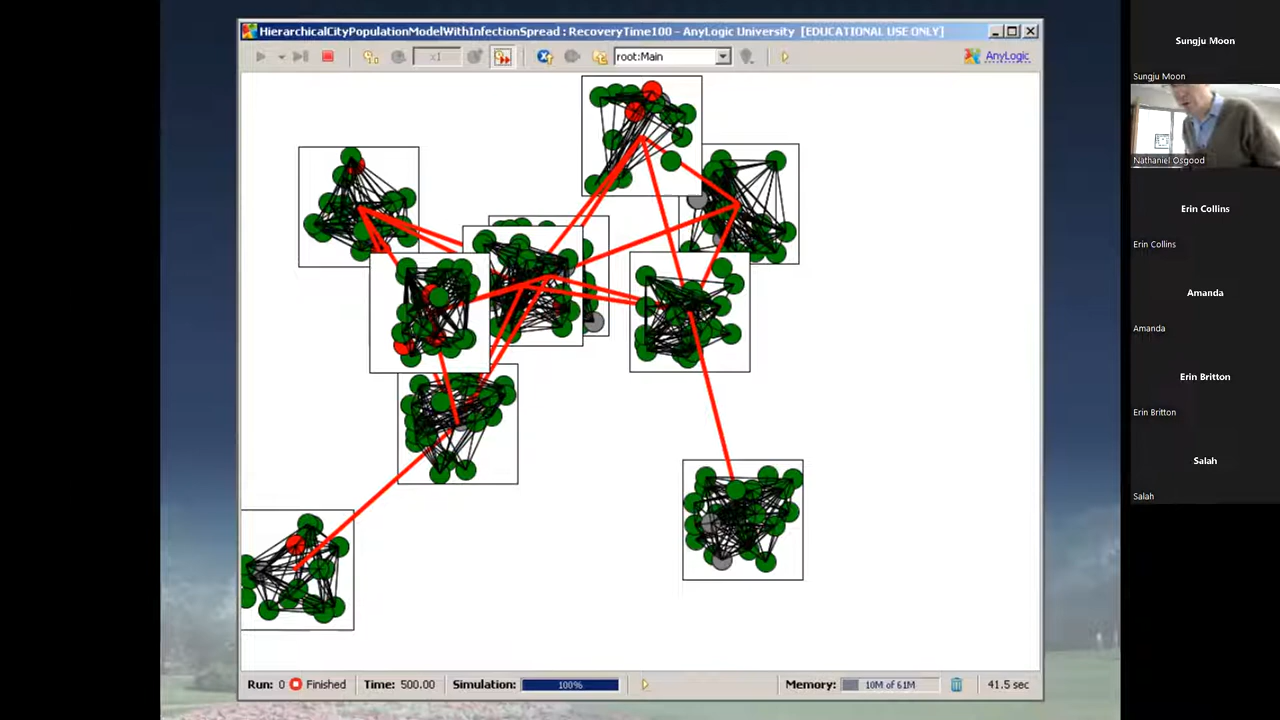 HierarchicalCityPopulationModelWithInfectionSpread : RecoveryTime100 - AnyLogic University [EDUCATIONAL USE ONLY]
x1
root:Main
AnyLogic
Run: 0 Finished
Time: 500.00
Simulation: 100%
Memory: 10M of 61M
41.5 sec
Sungju Moon
Sungju Moon
Nathaniel Osgood
Erin Collins
Erin Collins
Amanda
Amanda
Erin Britton
Erin Britton
Salah
Salah